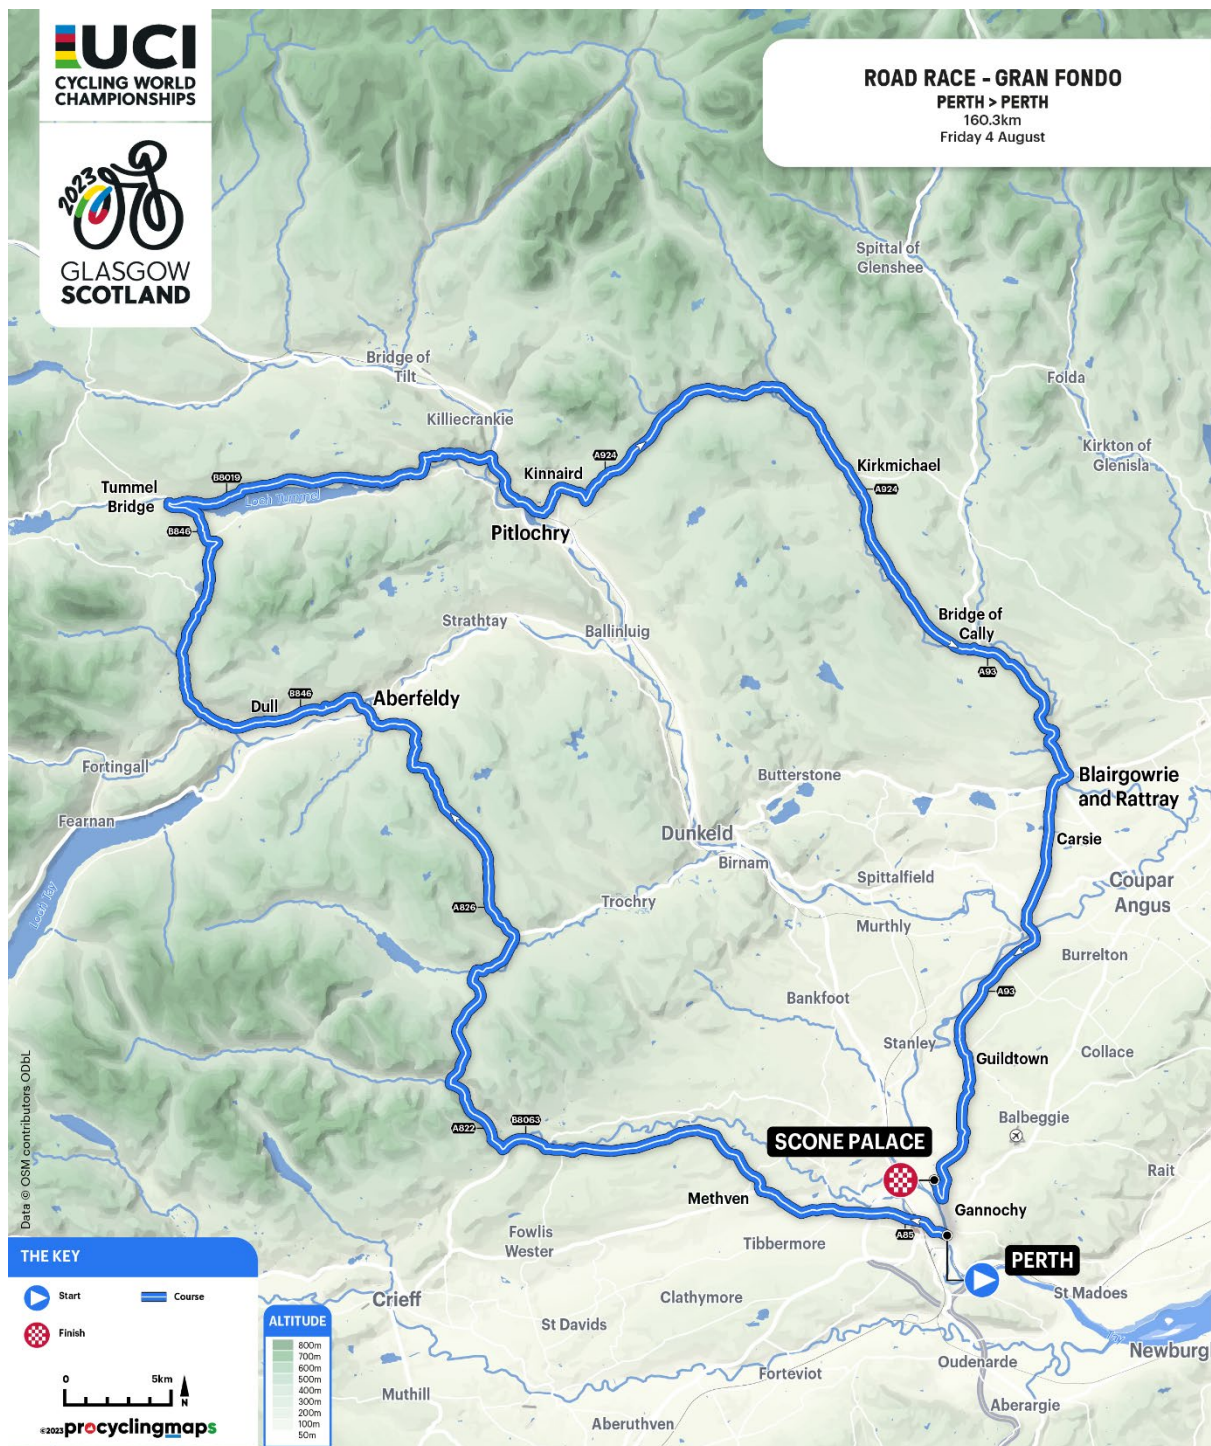 UCI
CYCLING WORLD
CHAMPIONSHIPS
2023
GLASGOW
SCOTLAND
ROAD RACE - GRAN FONDO
PERTH > PERTH
160.3km
Friday 4 August
Spittal of
Glenshee
Bridge of
Tilt
Folda
Killiecrankie
Kirkton of
Glenisla
A924
Kinnaird
Kirkmichael
B8019
Tummel
Bridge
Loch Tummel
A924
B846
Pitlochry
Bridge of
Cally
Strathtay
Ballinluig
A93
B846
Aberfeldy
Dull
Fortingall
Butterstone
Blairgowrie
and Rattray
Fearnan
Dunkeld
Carsie
Birnam
Spittalfield
Coupar
Angus
Loch Tay
A826
Trochry
Murthly
Burrelton
A93
Bankfoot
Stanley
Guildtown
Collace
Balbeggie
B8063
A822
SCONE PALACE
Rait
Methven
Gannochy
Fowlis
Wester
A85
Tibbermore
PERTH
St Madoes
Crieff
Clathymore
St Davids
Tay
Newburgh
Oudenarde
Forteviot
Muthill
Aberargie
Aberuthven
Data © OSM contributors ODbL
THE KEY
Start
Course
Finish
0 5km
N
©2023 procyclingmaps
ALTITUDE
800m
700m
600m
500m
400m
300m
200m
100m
50m